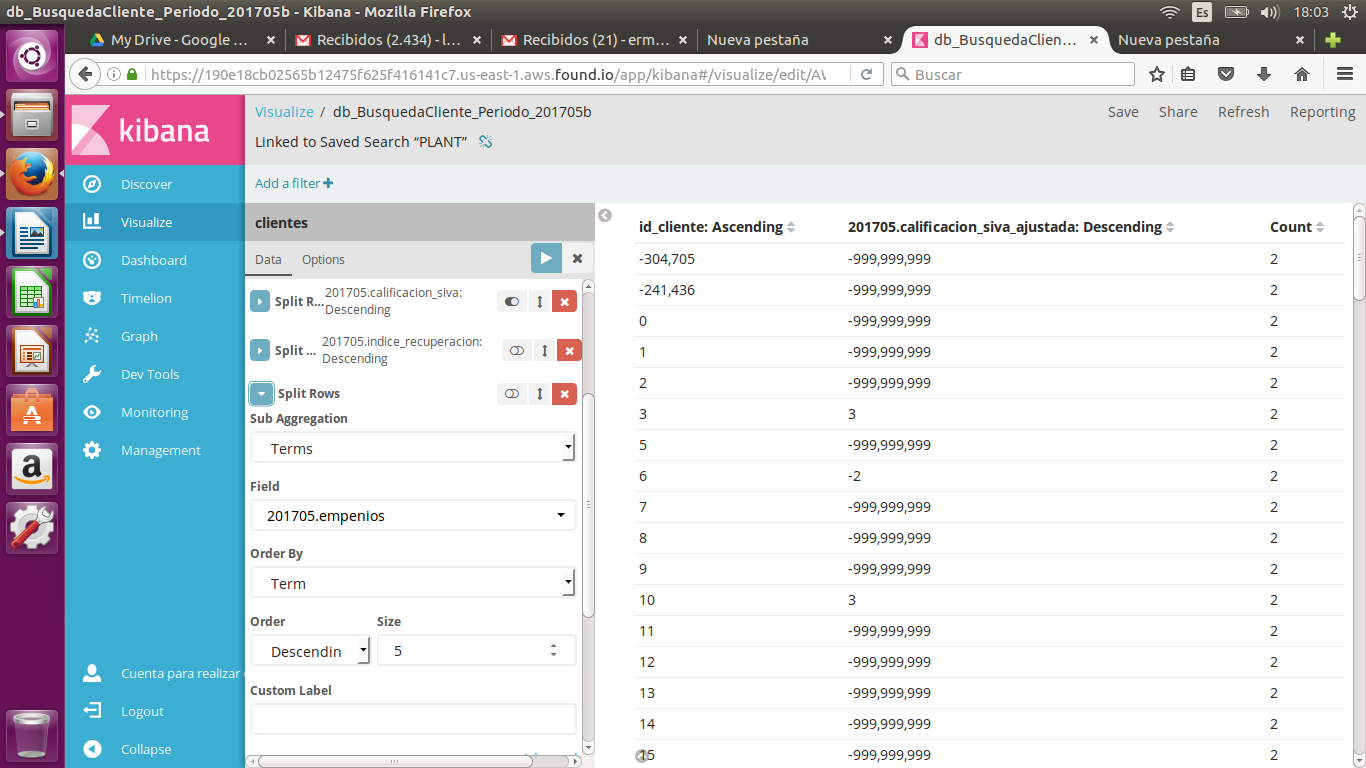 db_BusquedaCliente_Periodo_201705b - Kibana - Mozilla Firefox
Es
18:03
My Drive - Google ...
Recibidos (2.434) - l...
Recibidos (21) - erm...
Nueva pestaña
db_BusquedaClien...
Nueva pestaña
https://190e18cb02565b12475f625f416141c7.us-east-1.aws.found.io/app/kibana#/visualize/edit/AV
Buscar
kibana
Discover
Visualize
Dashboard
Timelion
Graph
Dev Tools
Monitoring
Management
Cuenta para realizar
Logout
Collapse
Visualize / db_BusquedaCliente_Periodo_201705b
Save Share Refresh Reporting
Linked to Saved Search “PLANT”
Add a filter
clientes
Data Options
Split R... 201705.calificacion_siva:
Descending
Split ... 201705.indice_recuperacion:
Descending
Split Rows
Sub Aggregation
Terms
Field
201705.empenios
Order By
Term
Order Size
Descendin 5
Custom Label
id_cliente: Ascending 201705.calificacion_siva_ajustada: Descending Count
-304,705 -999,999,999 2
-241,436 -999,999,999 2
0 -999,999,999 2
1 -999,999,999 2
2 -999,999,999 2
3 3 2
5 -999,999,999 2
6 -2 2
7 -999,999,999 2
8 -999,999,999 2
9 -999,999,999 2
10 3 2
11 -999,999,999 2
12 -999,999,999 2
13 -999,999,999 2
14 -999,999,999 2
15 -999,999,999 2